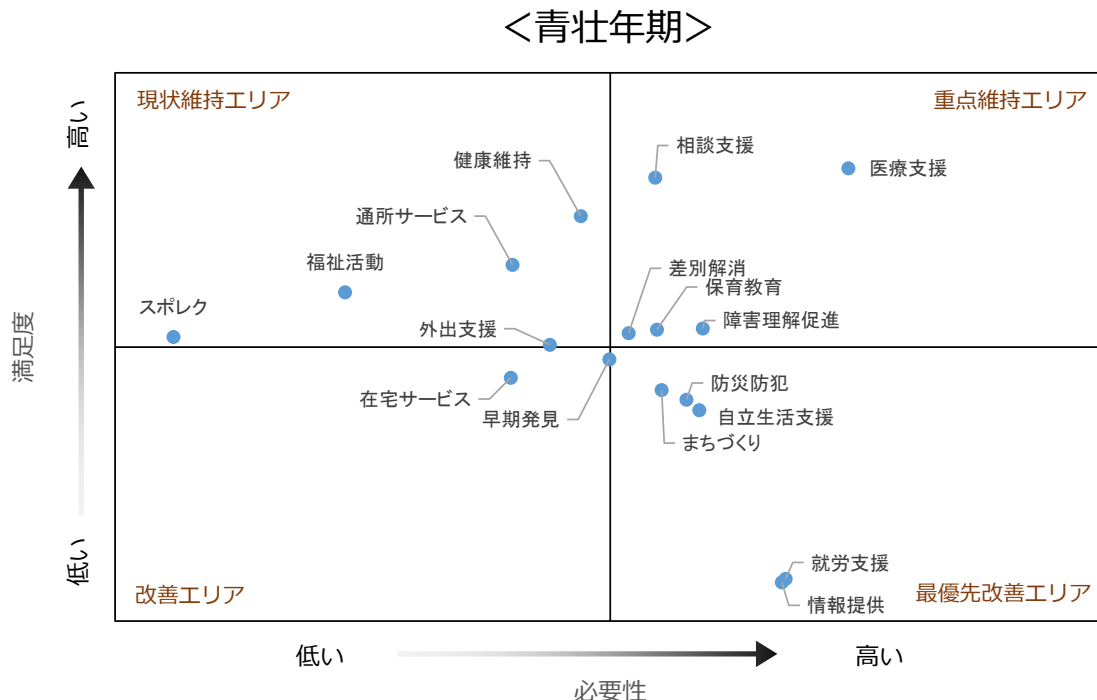 ＜青壮年期＞
現状維持エリア
重点維持エリア
高い
相談支援
健康維持
医療支援
通所サービス
福祉活動
差別解消
保育教育
スポレク
障害理解促進
外出支援
満足度
防災防犯
在宅サービス
早期発見
自立生活支援
まちづくり
低い
就労支援
改善エリア
情報提供
最優先改善エリア
低い
高い
必要性